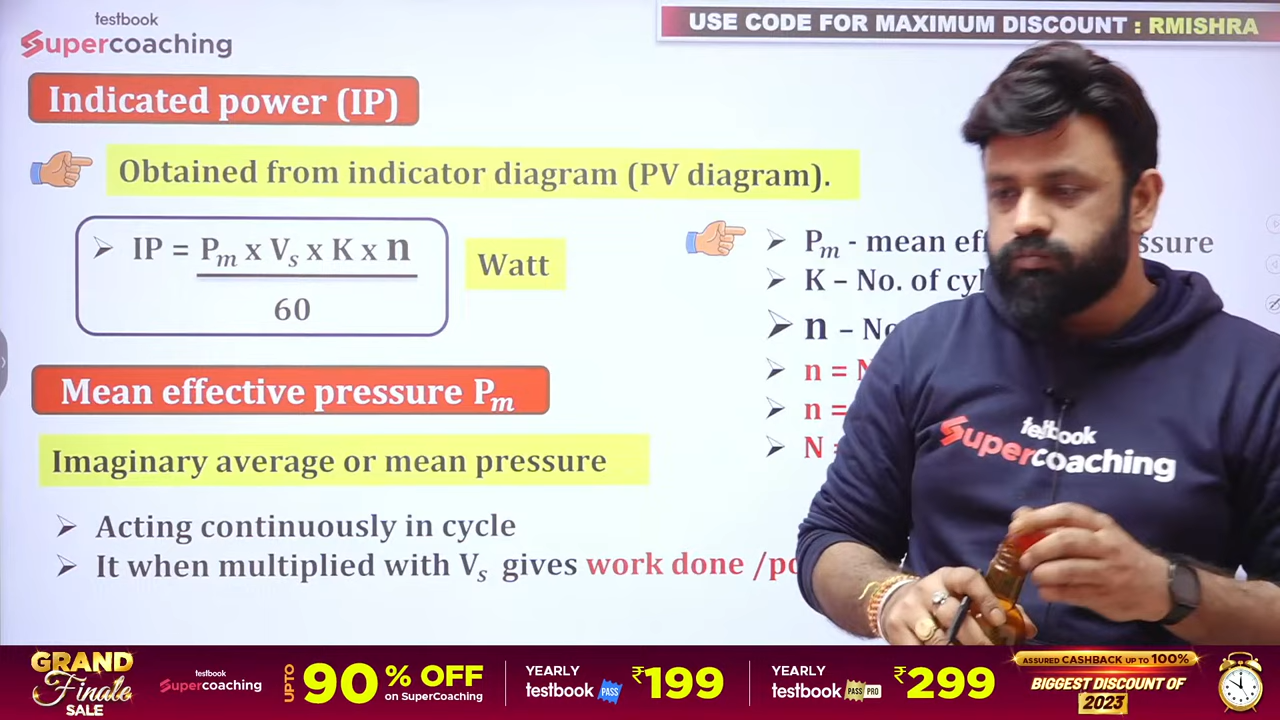 testbook
Supercoaching
USE CODE FOR MAXIMUM DISCOUNT : RMISHRA
Indicated power (IP)
Obtained from indicator diagram (PV diagram).
➢ IP = Pₘ x Vₛ x K x n
60
Watt
➢ Pₘ - mean
➢ K – No. of
➢ n –
➢ n =
➢ n =
➢ N
Mean effective pressure Pₘ
Imaginary average or mean pressure
➢ Acting continuously in cycle
➢ It when multiplied with Vₛ gives work done
testbook
Supercoaching
GRAND
Finale
SALE
testbook
Supercoaching
UPTO 90% OFF
on SuperCoaching
YEARLY
testbook PASS ₹199
YEARLY
testbook PASS PRO ₹299
ASSURED CASHBACK UP TO 100%
BIGGEST DISCOUNT OF
2023